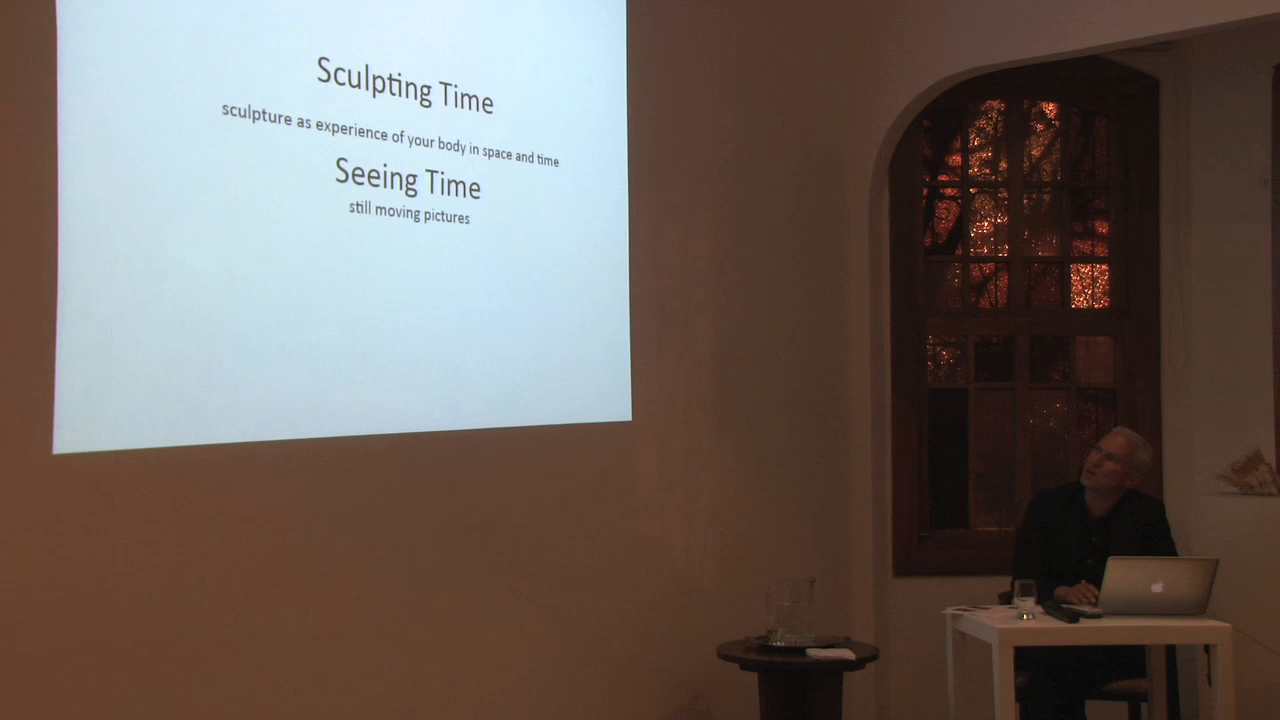 Sculpting Time
sculpture as experience of your body in space and time
Seeing Time
still moving pictures